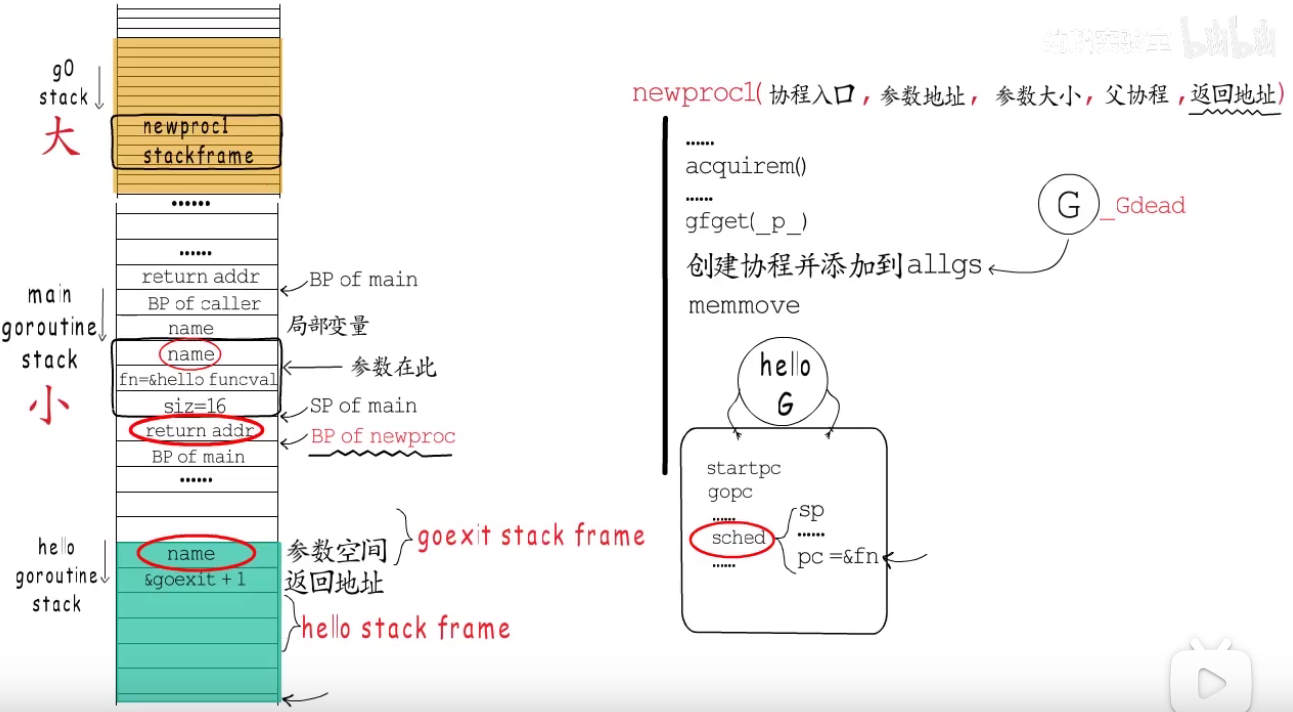 g0
stack
大
newproc1
stackframe
......
......
return addr
BP of main
BP of caller
main
goroutine
stack
小
name
局部变量
name
参数在此
fn=&hello funcval
siz=16
SP of main
return addr
BP of newproc
BP of main
......
hello
goroutine
stack
name
参数空间
goexit stack frame
&goexit + 1
返回地址
hello stack frame
bilibili
newproc1(协程入口, 参数地址, 参数大小, 父协程, 返回地址)
......
acquirem()
......
gfget(_p_)
G
_Gdead
创建协程并添加到allgs
memmove
hello
G
startpc
gopc
......
sched
sp
......
pc =&fn
......